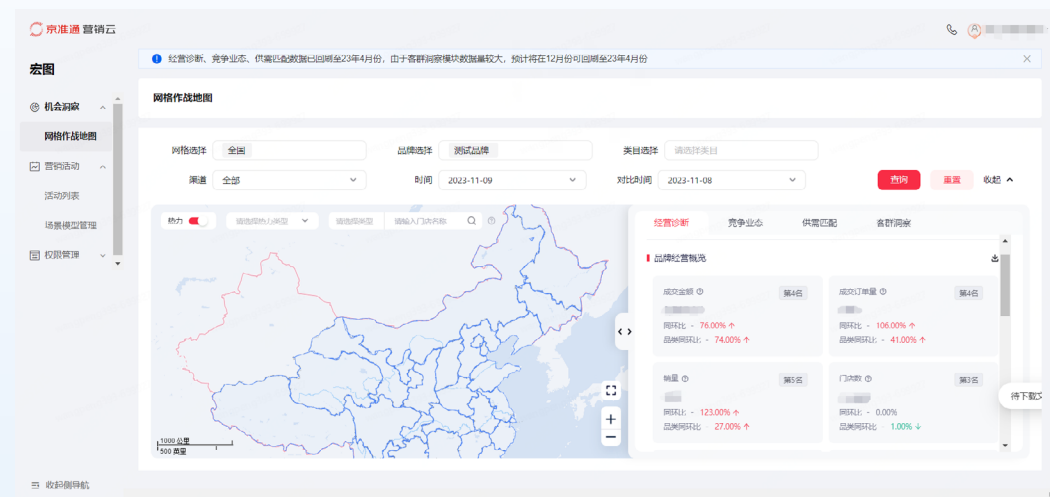 京准通 营销云
宏图
经营诊断、竞争业态、供需匹配数据已回刷至23年4月份，由于客群洞察模块数据量较大，预计将在12月份可回刷至23年4月份
机会洞察
网格作战地图
营销活动
活动列表
场景模型管理
权限管理
收起侧导航
网格作战地图
网格选择 全国 品牌选择 测试品牌 类目选择 请选择类目
渠道 全部 时间 2023-11-09 对比时间 2023-11-08 查询 重置 收起
热力 请选择热力类型 请选择类型 请输入门店名称
1000 公里
500 英里
经营诊断 竞争业态 供需匹配 客群洞察
品牌经营概览
成交金额 第4名
同环比 - 76.00% ↑
品类同环比 - 74.00% ↑
成交订单量 第4名
同环比 - 106.00% ↑
品类同环比 - 41.00% ↑
销量 第5名
同环比 - 123.00% ↑
品类同环比 - 27.00% ↑
门店数 第3名
同环比 - 0.00%
品类同环比 - 1.00% ↓
待下载文